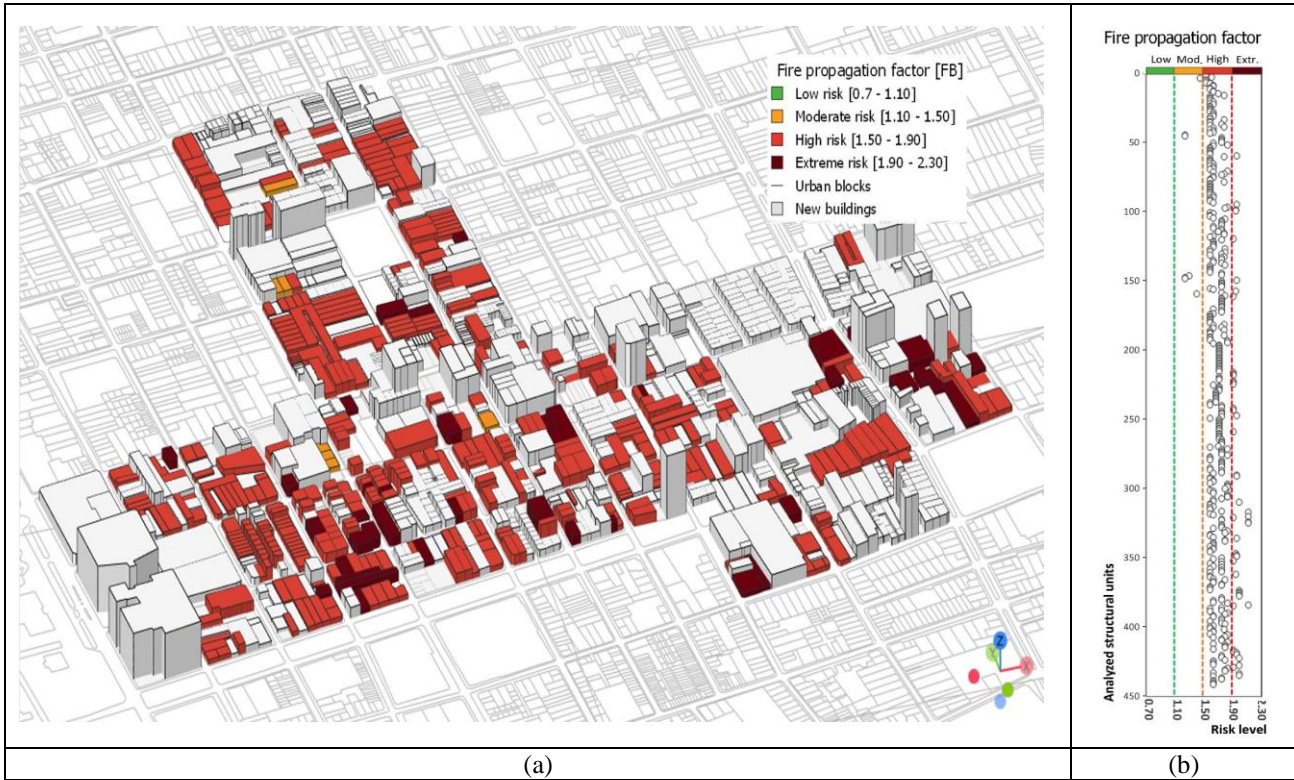 Fire propagation factor [FB]
Low risk [0.7 - 1.10]
Moderate risk [1.10 - 1.50]
High risk [1.50 - 1.90]
Extreme risk [1.90 - 2.30]
Urban blocks
New buildings
Z
Y
X
(a)
Fire propagation factor
Low Mod. High Extr.
0
50
100
150
200
250
300
350
400
450
Analyzed structural units
0.70 1.10 1.50 1.90 2.30
Risk level
(b)